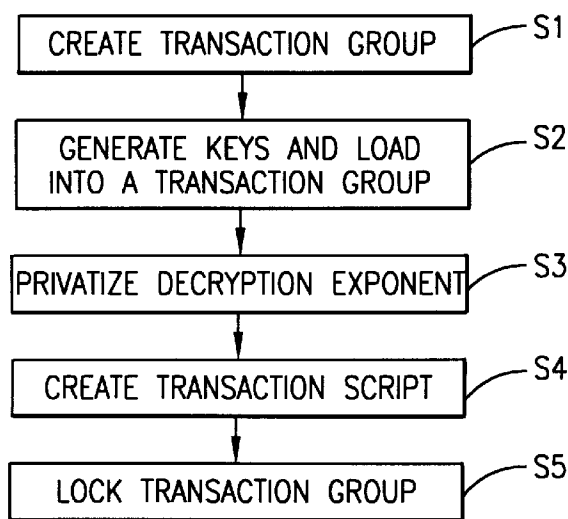 CREATE TRANSACTION GROUP
S1
GENERATE KEYS AND LOAD
INTO A TRANSACTION GROUP
S2
PRIVATIZE DECRYPTION EXPONENT
S3
CREATE TRANSACTION SCRIPT
S4
LOCK TRANSACTION GROUP
S5